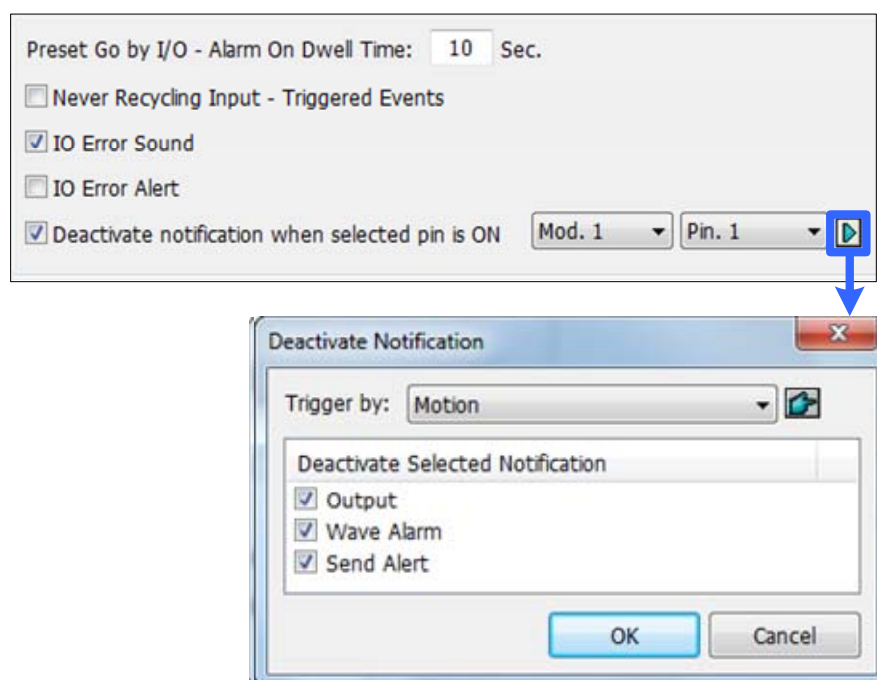 Preset Go by I/O - Alarm On Dwell Time: 10 Sec.
Never Recycling Input - Triggered Events
IO Error Sound
IO Error Alert
Deactivate notification when selected pin is ON Mod. 1 Pin. 1
Deactivate Notification
Trigger by: Motion
Deactivate Selected Notification
Output
Wave Alarm
Send Alert
OK Cancel